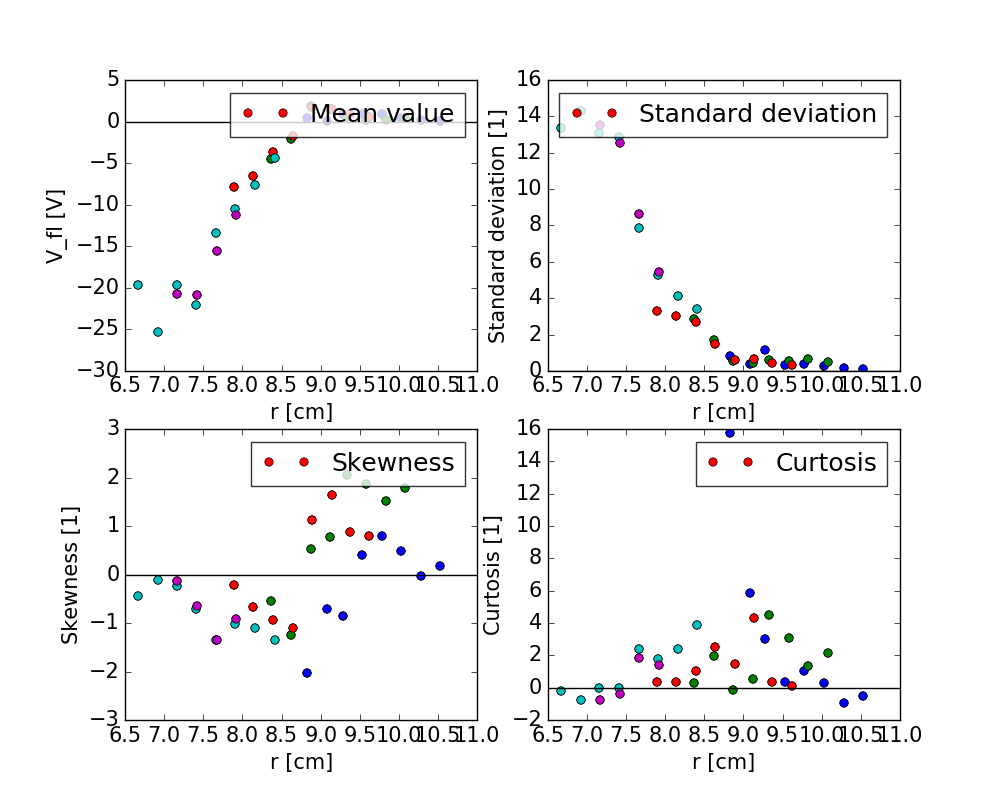 Mean value
V_fl [V]
5
0
−5
−10
−15
−20
−25
−30
6.5 7.0 7.5 8.0 8.5 9.0 9.5 10.0 10.5 11.0
r [cm]
Standard deviation
Standard deviation [1]
16
14
12
10
8
6
4
2
0
6.5 7.0 7.5 8.0 8.5 9.0 9.5 10.0 10.5 11.0
r [cm]
Skewness
Skewness [1]
3
2
1
0
−1
−2
−3
6.5 7.0 7.5 8.0 8.5 9.0 9.5 10.0 10.5 11.0
r [cm]
Curtosis
Curtosis [1]
16
14
12
10
8
6
4
2
0
−2
6.5 7.0 7.5 8.0 8.5 9.0 9.5 10.0 10.5 11.0
r [cm]